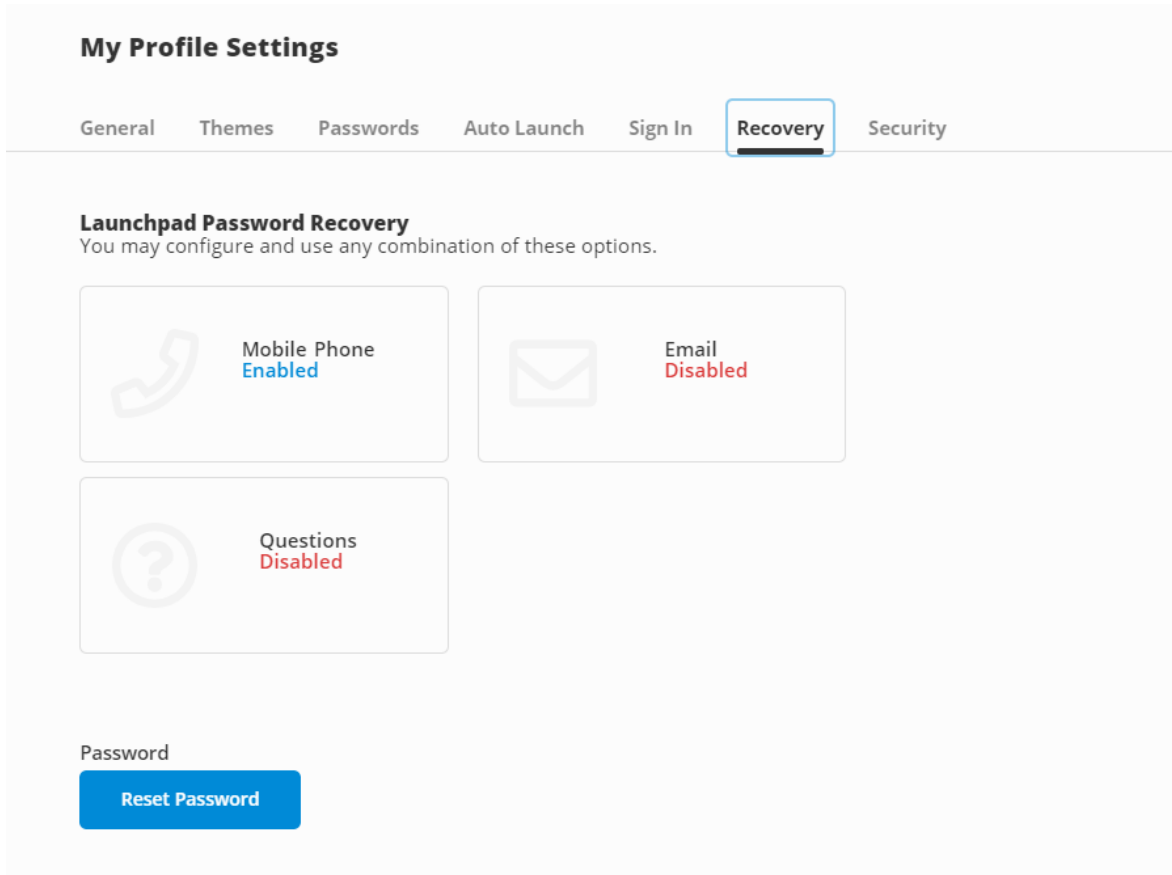 My Profile Settings
General Themes Passwords Auto Launch Sign In Recovery Security
Launchpad Password Recovery
You may configure and use any combination of these options.
Mobile Phone
Enabled
Email
Disabled
Questions
Disabled
Password
Reset Password